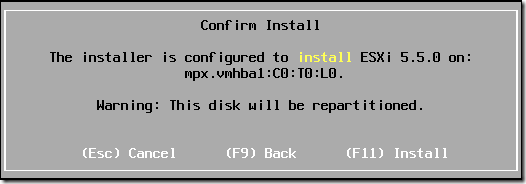 Confirm Install
The installer is configured to install ESXi 5.5.0 on:
mpx.vmhba1:C0:T0:L0.
Warning: This disk will be repartitioned.
(Esc) Cancel (F9) Back (F11) Install